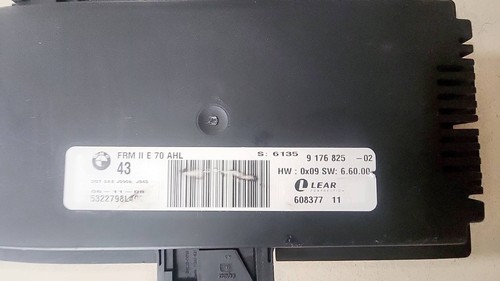 FRM II E 70 AHL S: 6135 9 176 825 -02
43
HW : 0x09 SW: 6.60.00
LEAR
CORPORATION
608377 11